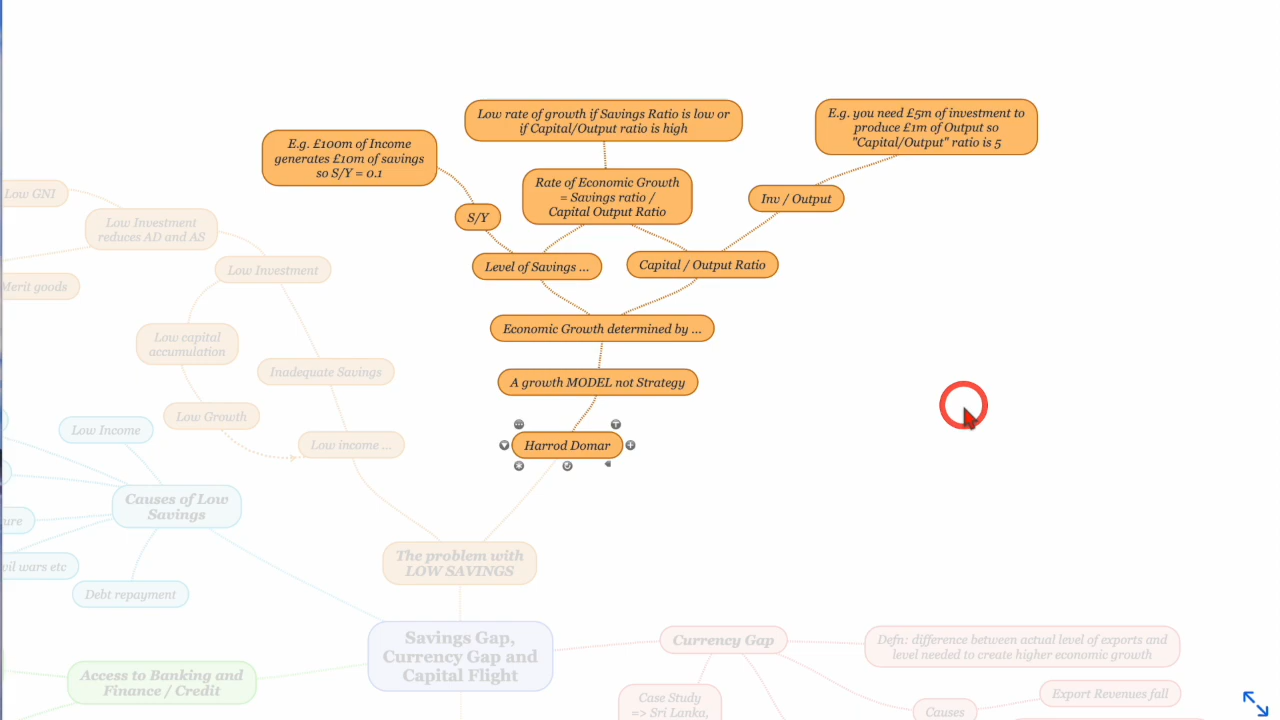 Low rate of growth if Savings Ratio is low or
if Capital/Output ratio is high
E.g. you need £5m of investment to
produce £1m of Output so
"Capital/Output" ratio is 5
E.g. £100m of Income
generates £10m of savings
so S/Y = 0.1
Rate of Economic Growth
= Savings ratio /
Capital Output Ratio
Inv / Output
S/Y
Level of Savings ...
Capital / Output Ratio
Economic Growth determined by ...
A growth MODEL not Strategy
Harrod Domar
Low GNI
Low Investment
reduces AD and AS
Low Investment
Merit goods
Low capital
accumulation
Inadequate Savings
Low Growth
Low income ...
Low Income
Causes of Low
Savings
Debt repayment
The problem with
LOW SAVINGS
Savings Gap,
Currency Gap and
Capital Flight
Access to Banking and
Finance / Credit
Currency Gap
Defn: difference between actual level of exports and
level needed to create higher economic growth
Case Study
=> Sri Lanka,
Causes
Export Revenues fall